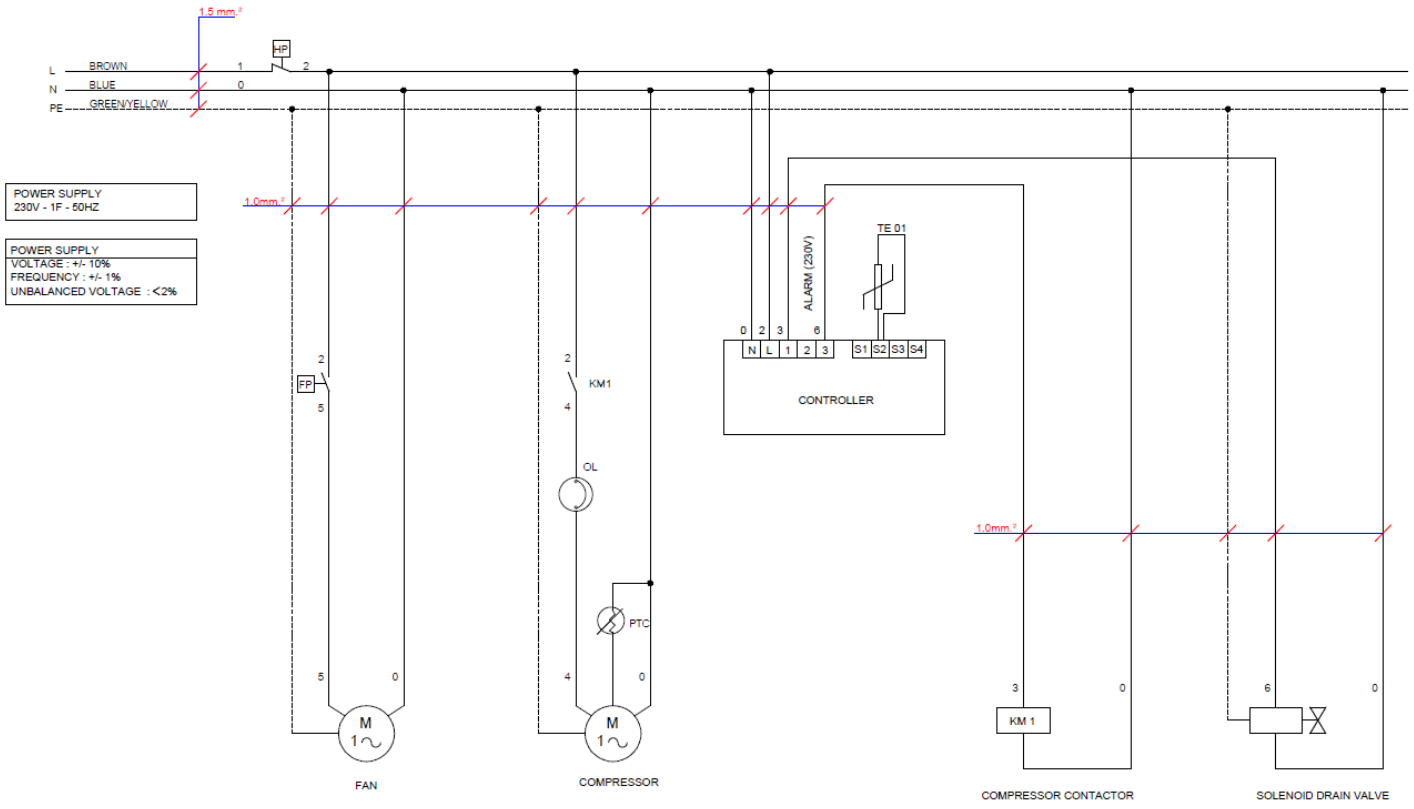 1.5 mm.²
HP
L BROWN 1 2
N BLUE 0
PE GREEN/YELLOW
POWER SUPPLY
230V - 1F - 50HZ
1.0mm.²
POWER SUPPLY
VOLTAGE : +/- 10%
FREQUENCY : +/- 1%
UNBALANCED VOLTAGE : <2%
TE 01
ALARM (230V)
0 2 3 6
N L 1 2 3 S1 S2 S3 S4
CONTROLLER
2
FP
5
2
KM1
4
OL
1.0mm.²
PTC
5 0 4 0 3 0 6 0
M
1
M
1
KM 1
FAN
COMPRESSOR
COMPRESSOR CONTACTOR
SOLENOID DRAIN VALVE